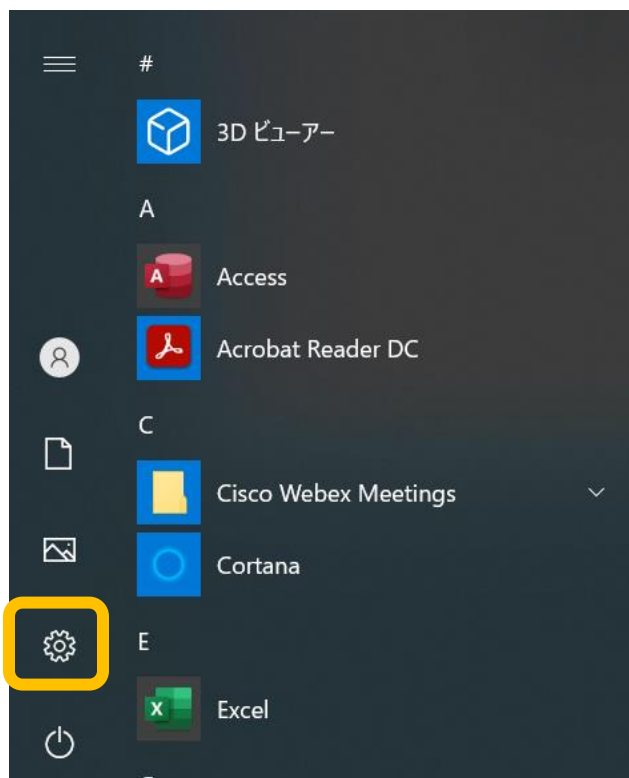 #
3D ビューアー
A
Access
Acrobat Reader DC
C
Cisco Webex Meetings
Cortana
E
Excel